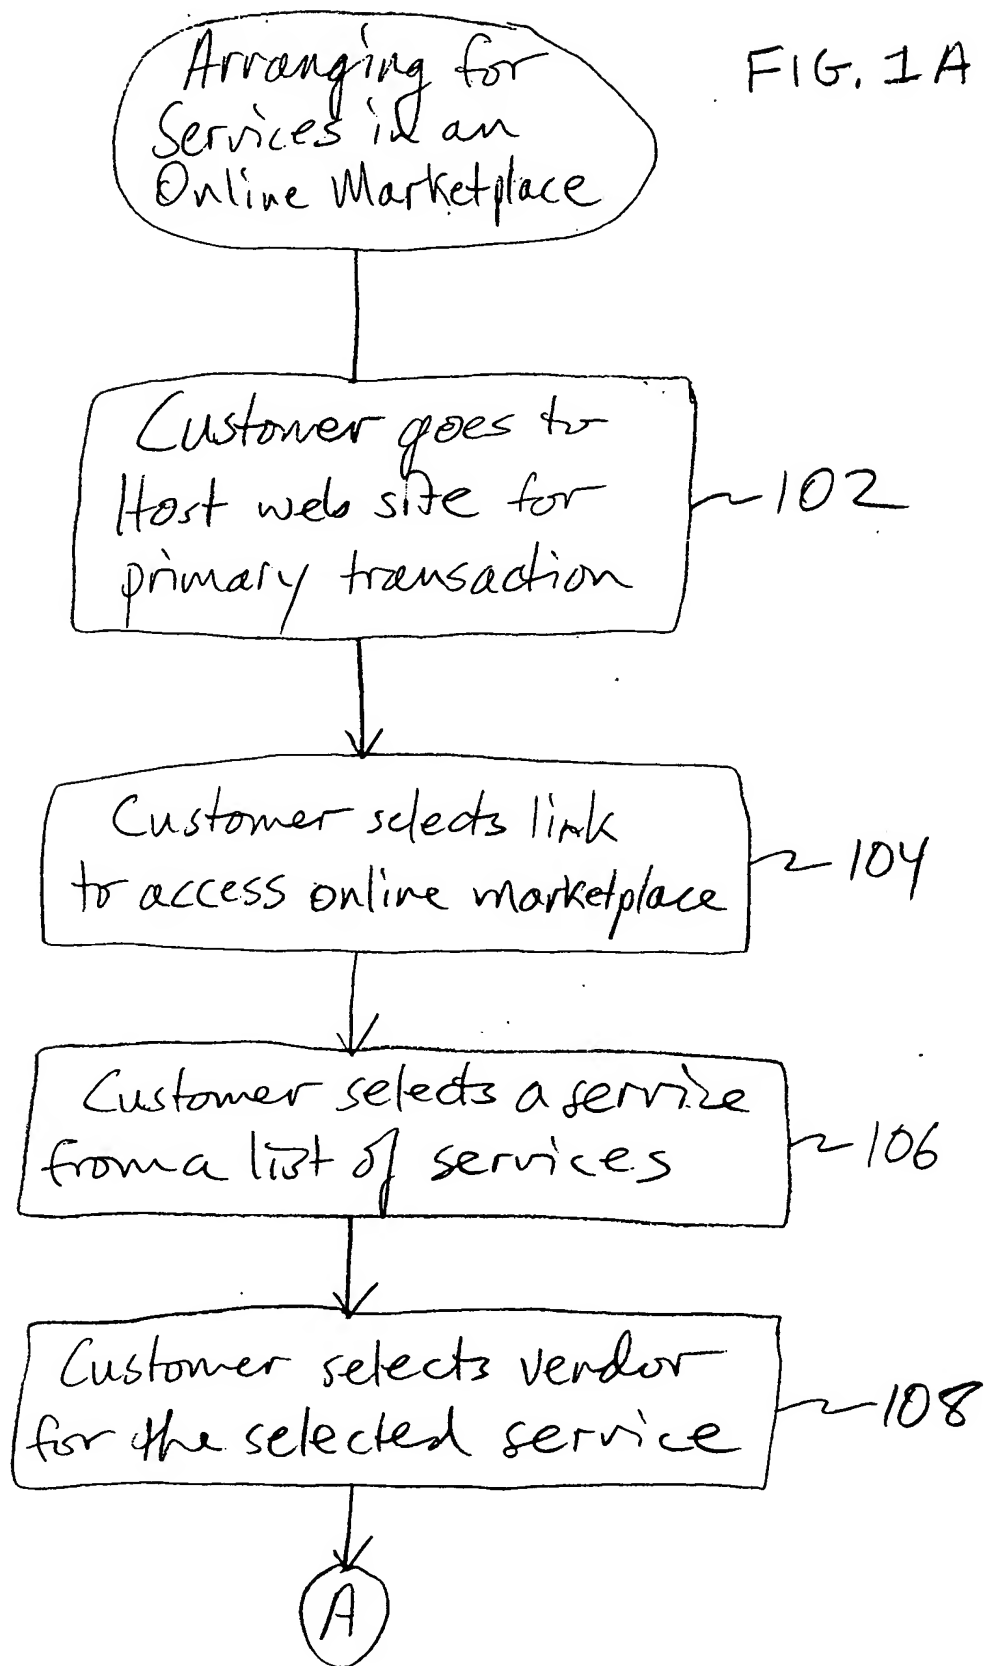 FIG. 1A
Arranging for
Services in an
Online Marketplace
Customer goes to
Host web site for
primary transaction
102
Customer selects link
to access online marketplace
104
Customer selects a service
from a list of services
106
Customer selects vendor
for the selected service
108
A